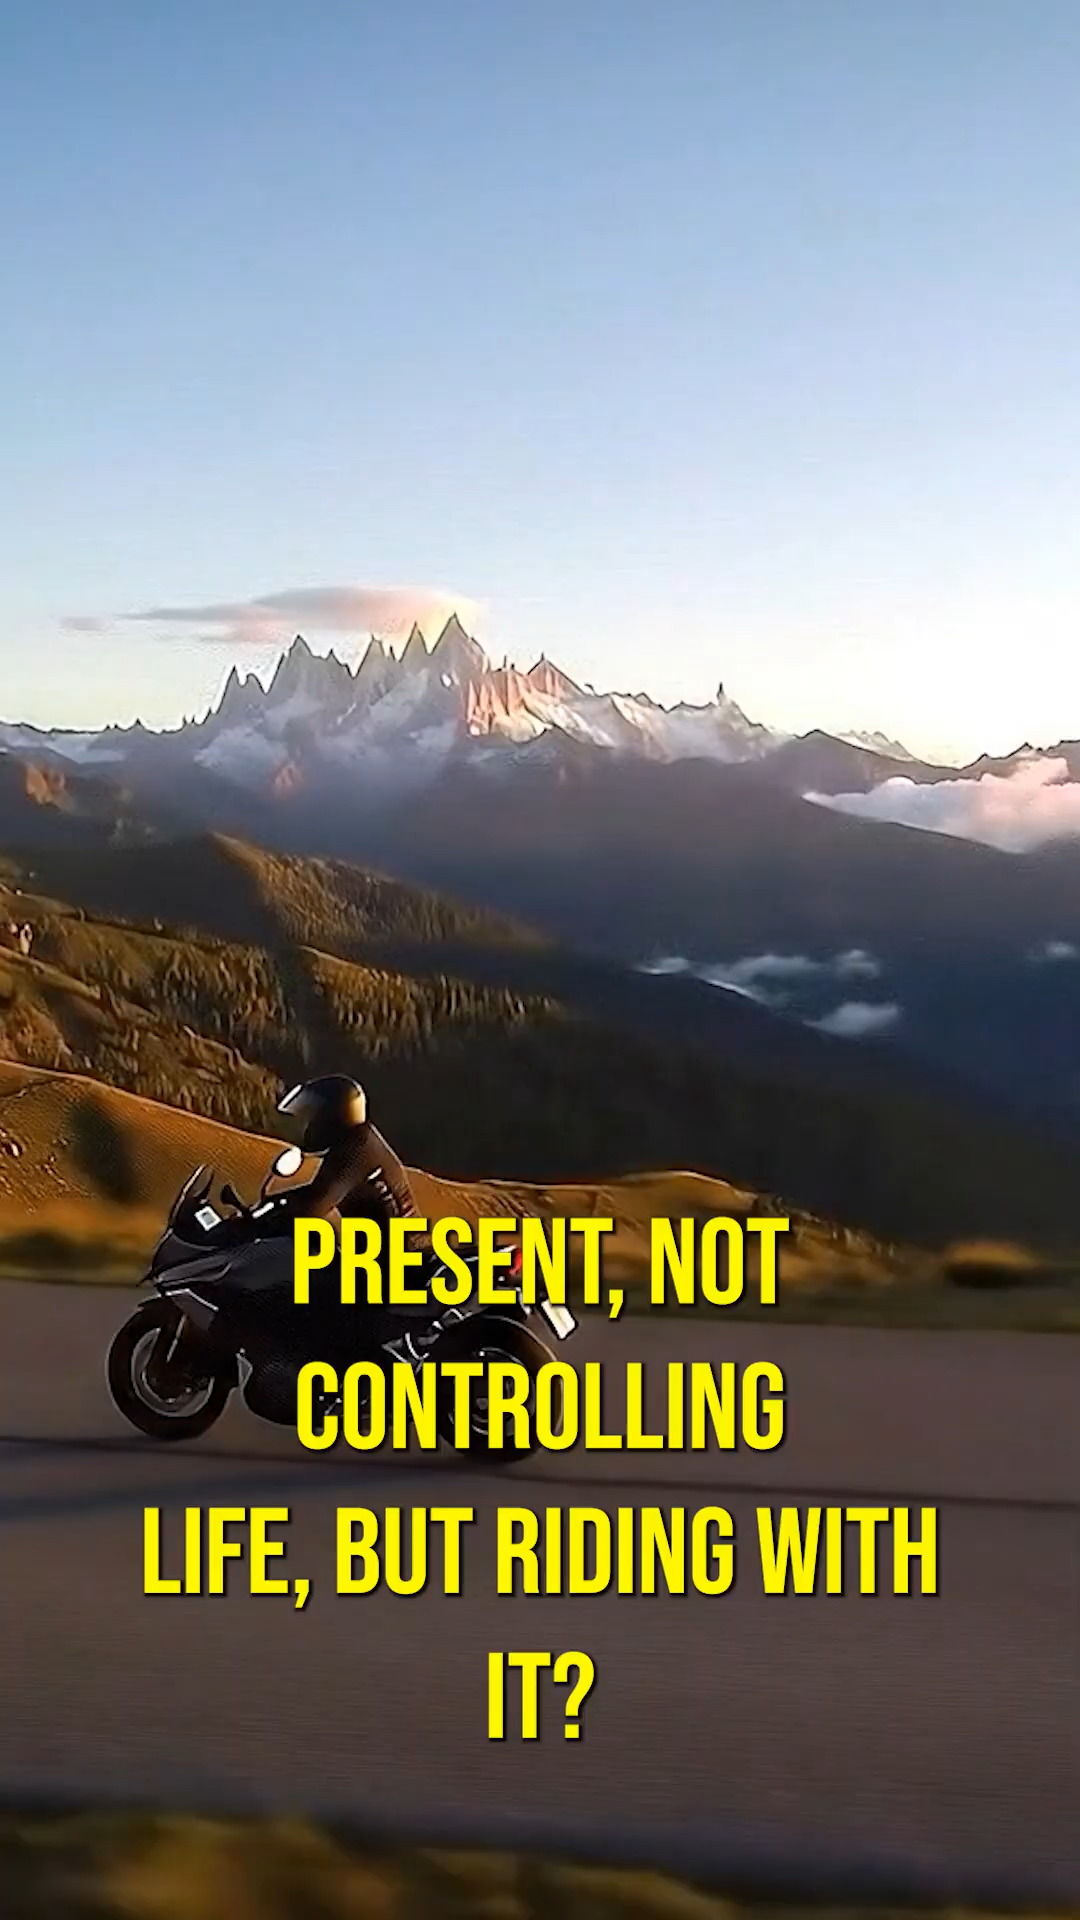 PRESENT, NOT
CONTROLLING
LIFE, BUT RIDING WITH
IT?